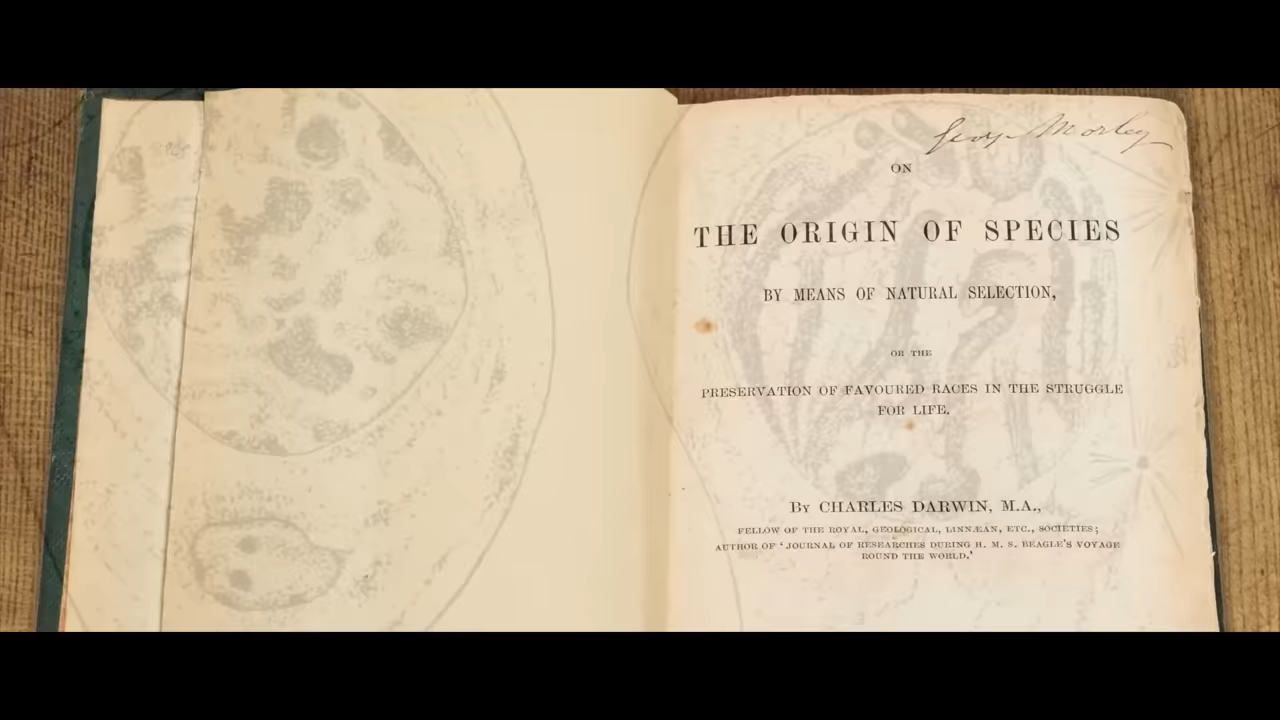 George Morley
ON
THE ORIGIN OF SPECIES
BY MEANS OF NATURAL SELECTION,
OR THE
PRESERVATION OF FAVOURED RACES IN THE STRUGGLE
FOR LIFE.
By CHARLES DARWIN, M.A.,
FELLOW OF THE ROYAL, GEOLOGICAL, LINNÆAN, ETC., SOCIETIES;
AUTHOR OF ‘JOURNAL OF RESEARCHES DURING H. M. S. BEAGLE’S VOYAGE
ROUND THE WORLD.’